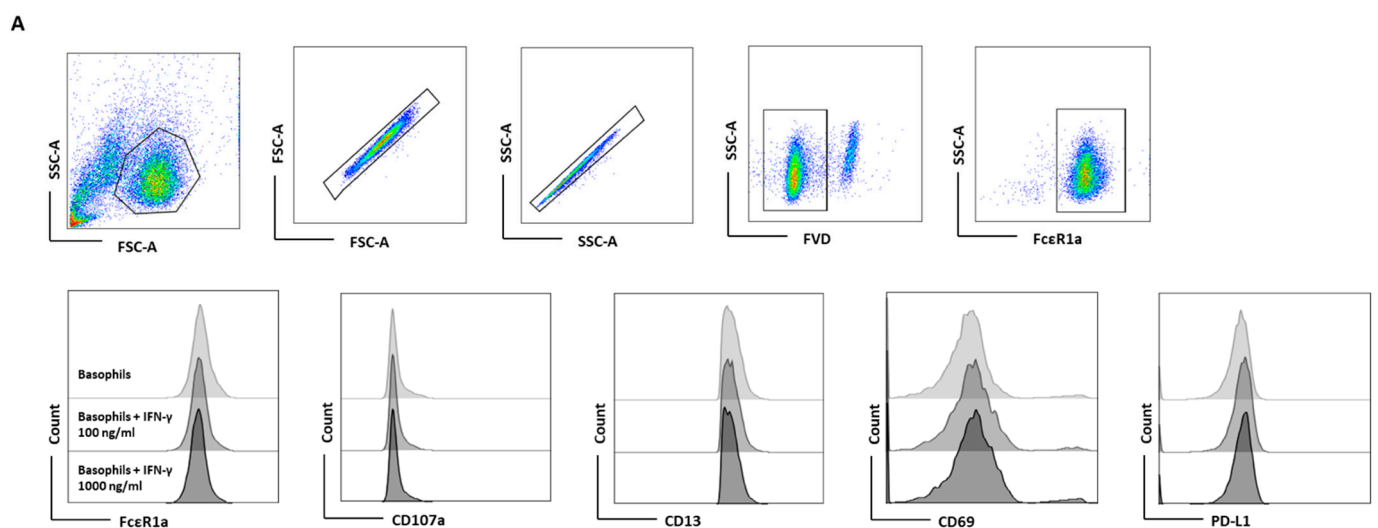 A
SSC-A
FSC-A
FSC-A
FSC-A
SSC-A
SSC-A
SSC-A
FVD
SSC-A
FcεR1a
Basophils
Basophils + IFN-γ
100 ng/ml
Basophils + IFN-γ
1000 ng/ml
Count
FcεR1a
Count
CD107a
Count
CD13
Count
CD69
Count
PD-L1